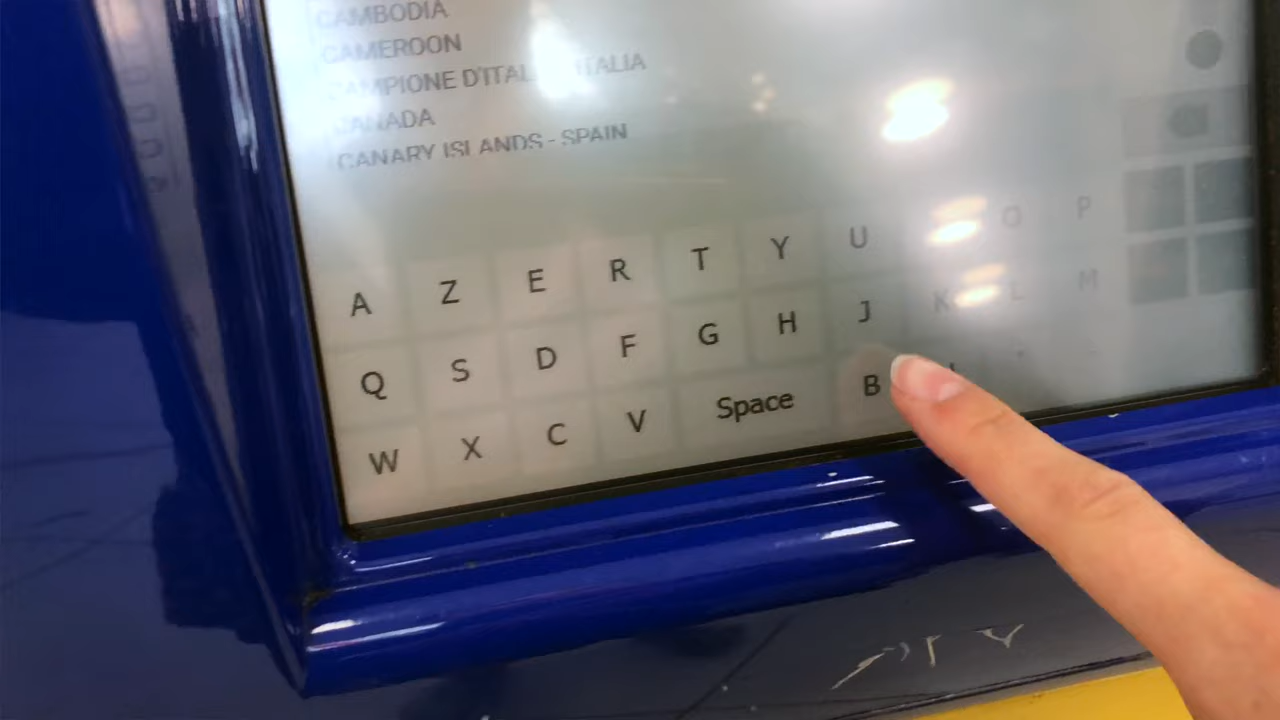 CAMBODIA
CAMEROON
CAMPIONE D'ITALIA ITALIA
CANADA
CANARY ISLANDS - SPAIN
A Z E R T Y U O P
Q S D F G H J K L M
W X C V Space B